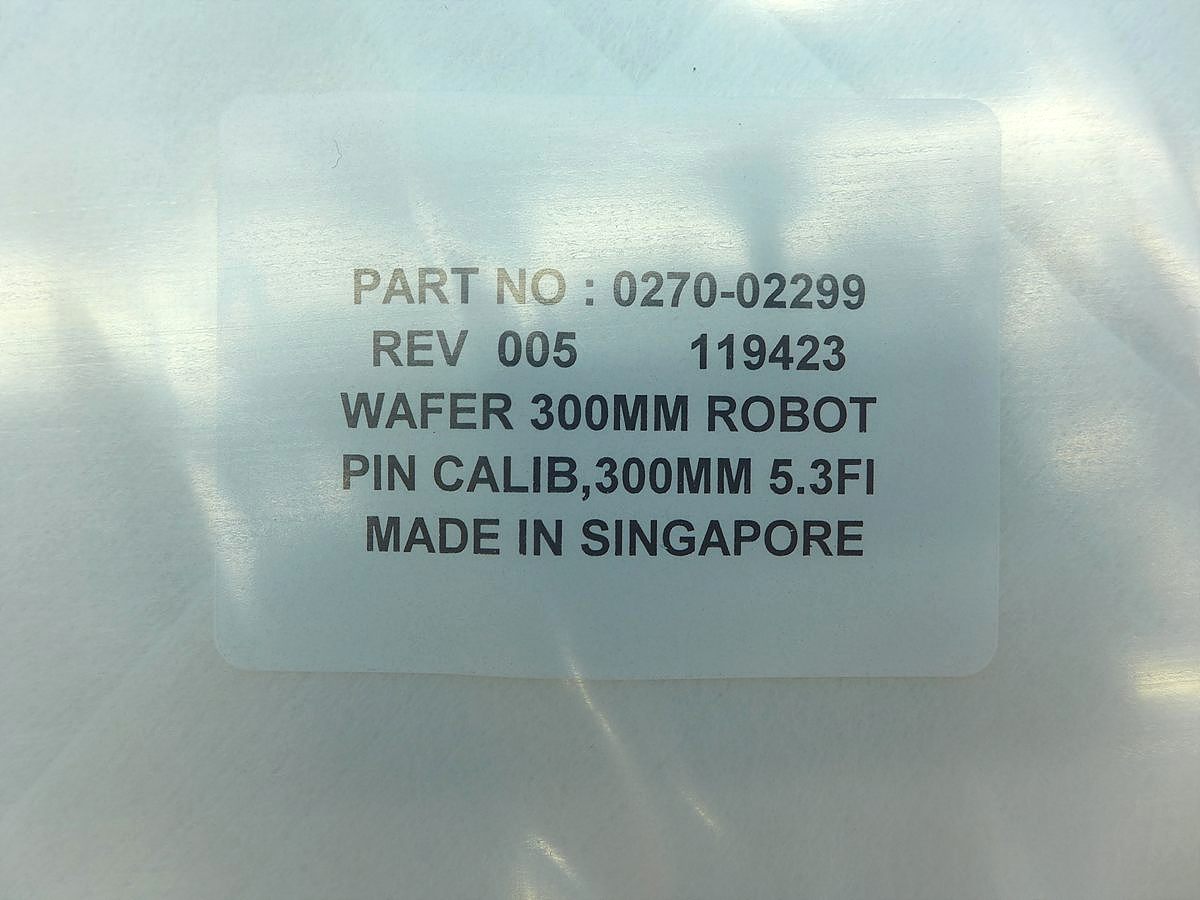 PART NO : 0270-02299
REV 005 119423
WAFER 300MM ROBOT
PIN CALIB,300MM 5.3FI
MADE IN SINGAPORE